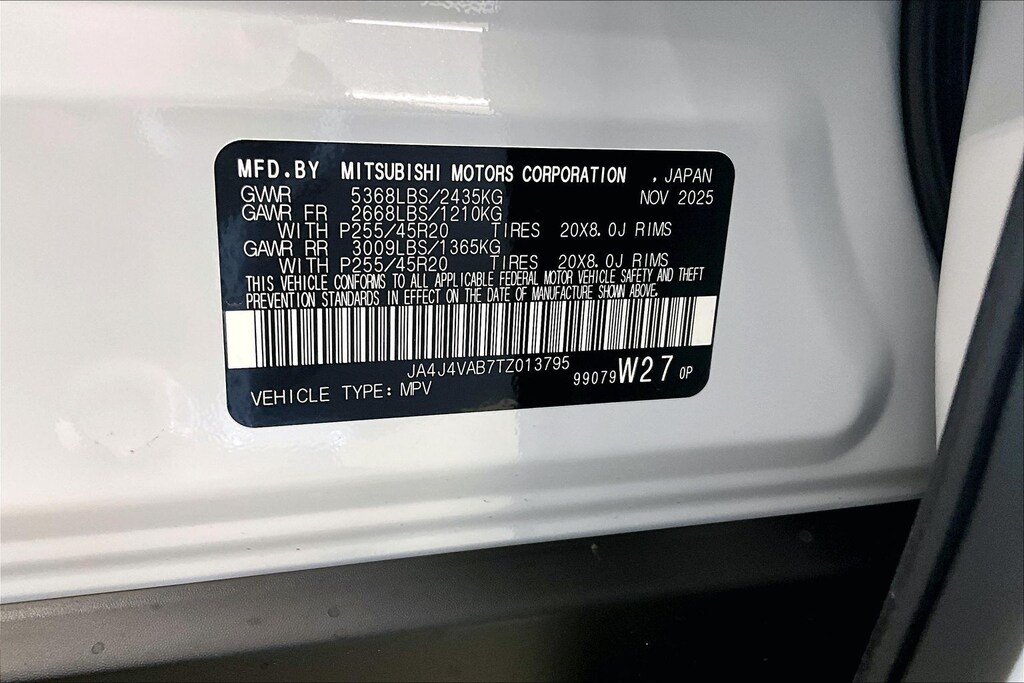 MFD.BY MITSUBISHI MOTORS CORPORATION , JAPAN
GVWR 5368LBS/2435KG NOV 2025
GAWR FR 2668LBS/1210KG
WITH P255/45R20 TIRES 20X8.0J RIMS
GAWR RR 3009LBS/1365KG
WITH P255/45R20 TIRES 20X8.0J RIMS
THIS VEHICLE CONFORMS TO ALL APPLICABLE FEDERAL MOTOR VEHICLE SAFETY AND THEFT
PREVENTION STANDARDS IN EFFECT ON THE DATE OF MANUFACTURE SHOWN ABOVE.
JA4J4VAB7TZ013795
VEHICLE TYPE: MPV 99079 W27 0P